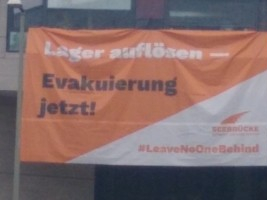 Lager auflösen —
Evakuierung
jetzt!
SEEBRÜCKE
#LeaveNoOneBehind